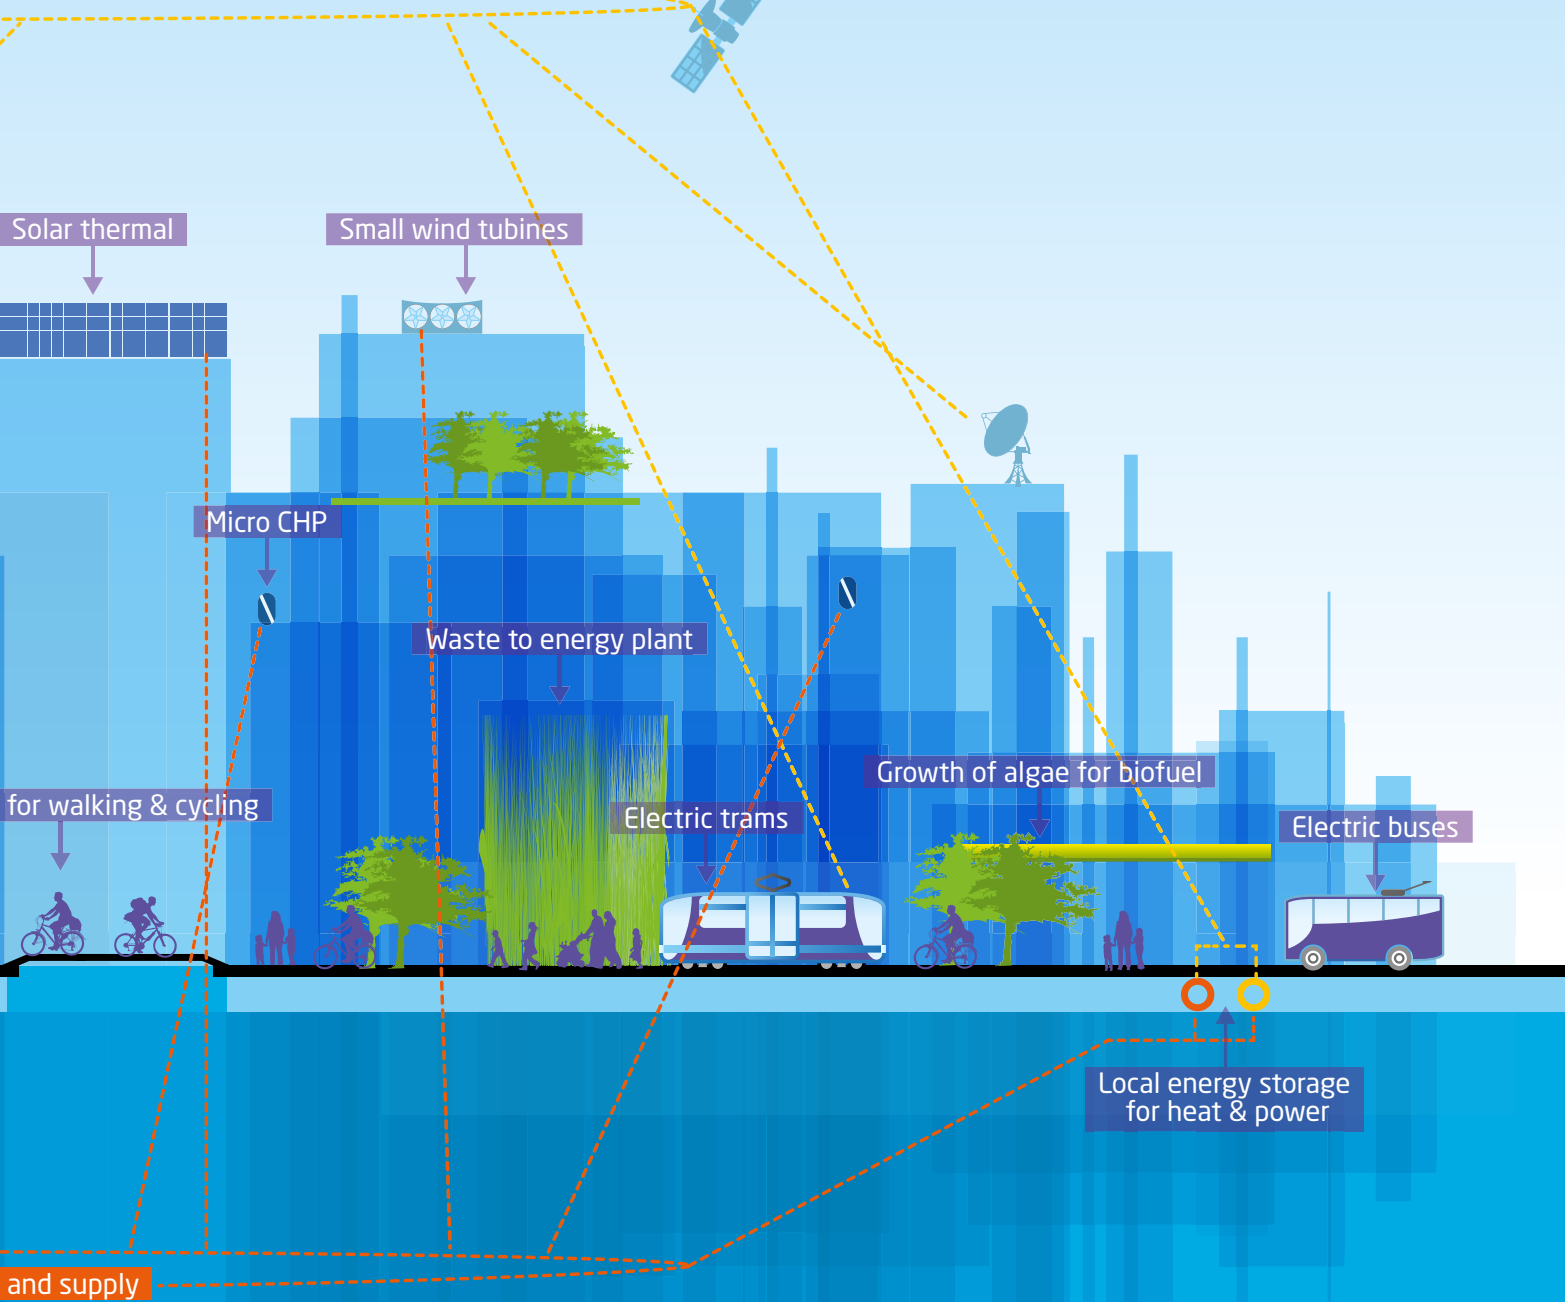 Solar thermal
Small wind tubines
Micro CHP
Waste to energy plant
Growth of algae for biofuel
for walking & cycling
Electric trams
Electric buses
Local energy storage
for heat & power
and supply